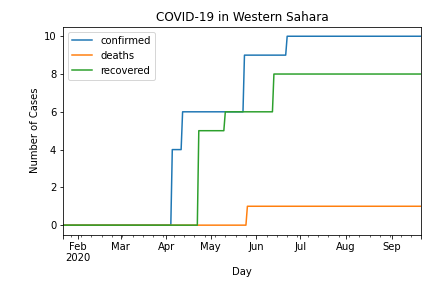 COVID-19 in Western Sahara
confirmed
deaths
recovered
Number of Cases
10
8
6
4
2
0
Feb Mar Apr May Jun Jul Aug Sep
2020
Day